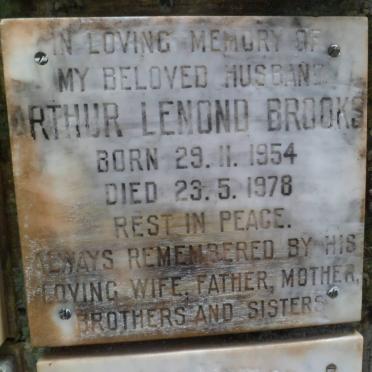 IN LOVING MEMORY OF
MY BELOVED HUSBAND
ARTHUR LENOND BROOKS
BORN 29.11.1954
DIED 23.5.1978
REST IN PEACE.
ALWAYS REMEMBERED BY HIS
LOVING WIFE, FATHER, MOTHER,
BROTHERS AND SISTERS